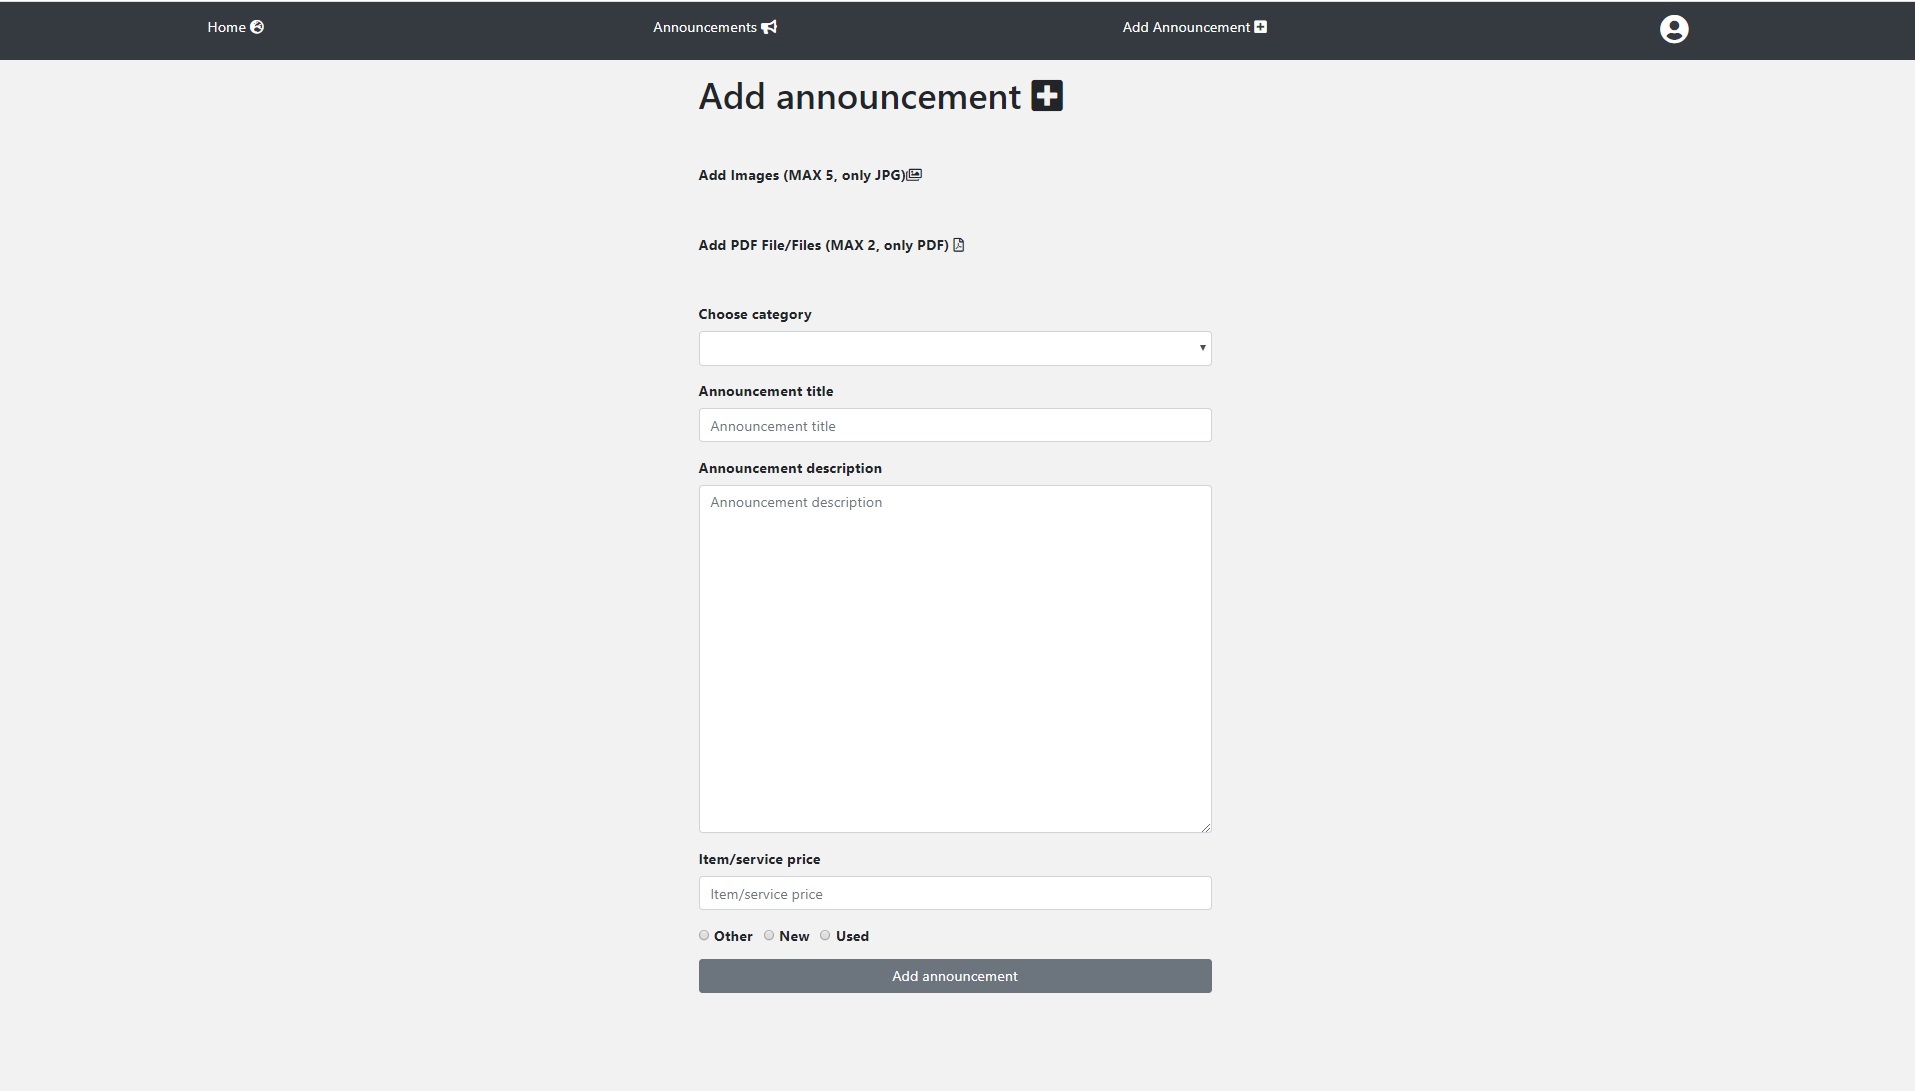 Home
Announcements
Add Announcement
Add announcement
Add Images (MAX 5, only JPG)
Add PDF File/Files (MAX 2, only PDF)
Choose category
Announcement title
Announcement title
Announcement description
Announcement description
Item/service price
Item/service price
Other New Used
Add announcement